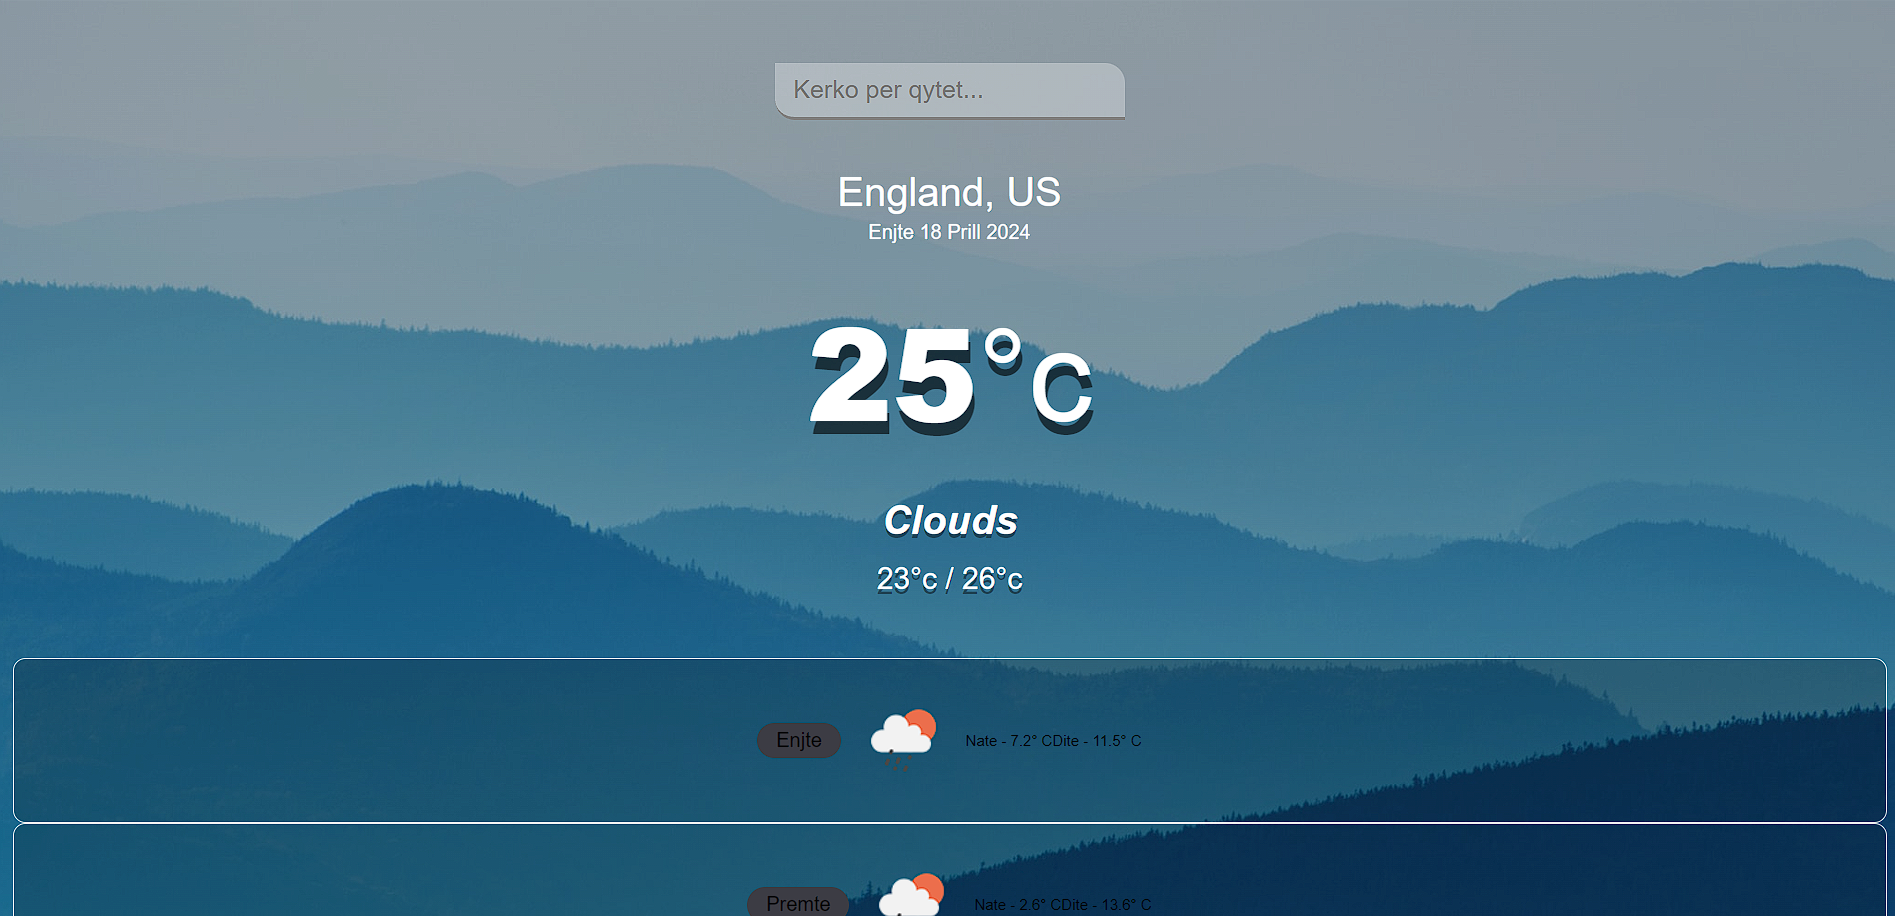 Kerko per qytet...
England, US
Enjte 18 Prill 2024
25°c
Clouds
23°c / 26°c
Enjte
Nate - 7.2° CDite - 11.5° C
Premte
Nate - 2.6° CDite - 13.6° C